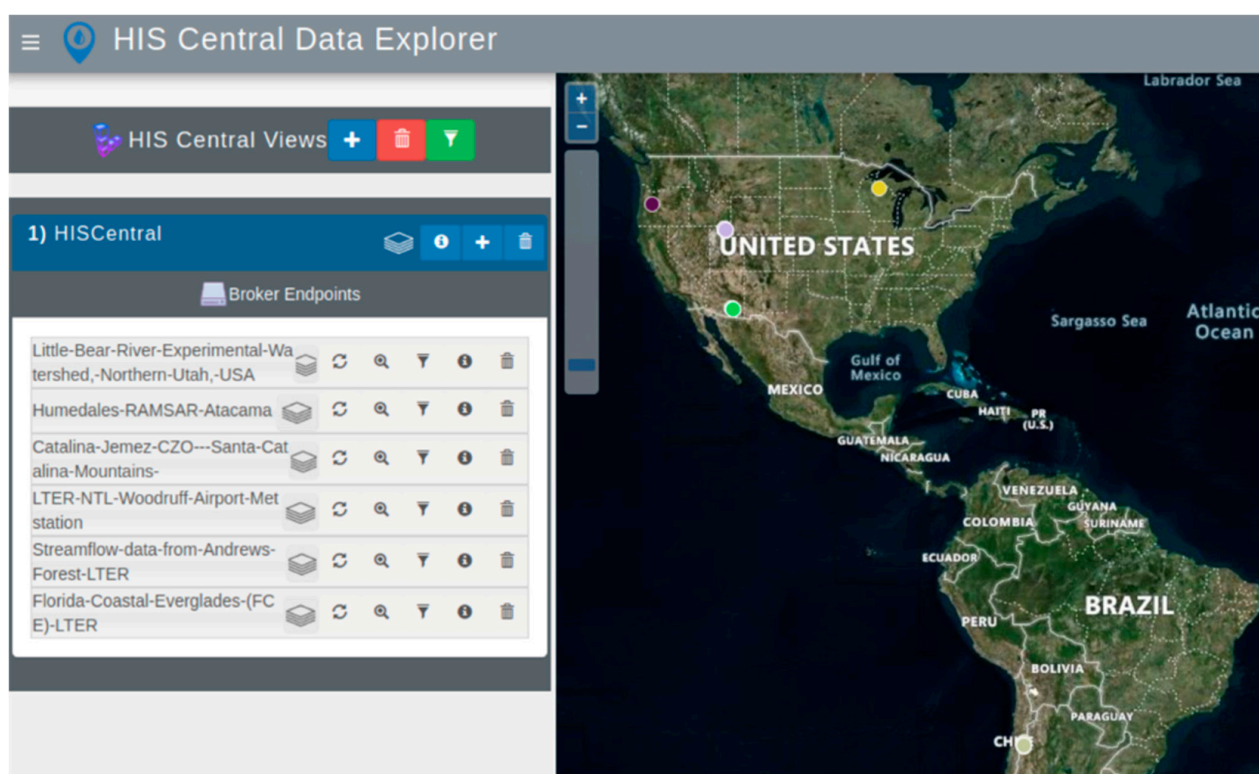 HIS Central Data Explorer
HIS Central Views
1) HISCentral
Broker Endpoints
Little-Bear-River-Experimental-Wa
tershed,-Northern-Utah,-USA
Humedales-RAMSAR-Atacama
Catalina-Jemez-CZO---Santa-Cat
alina-Mountains-
LTER-NTL-Woodruff-Airport-Met
station
Streamflow-data-from-Andrews-
Forest-LTER
Florida-Coastal-Everglades-(FC
E)-LTER
Labrador Sea
UNITED STATES
Sargasso Sea
Atlantic
Ocean
Gulf of
Mexico
MEXICO
CUBA
HAITI
PR
(U.S.)
GUATEMALA
NICARAGUA
VENEZUELA
GUYANA
COLOMBIA
SURINAME
ECUADOR
BRAZIL
PERU
BOLIVIA
PARAGUAY